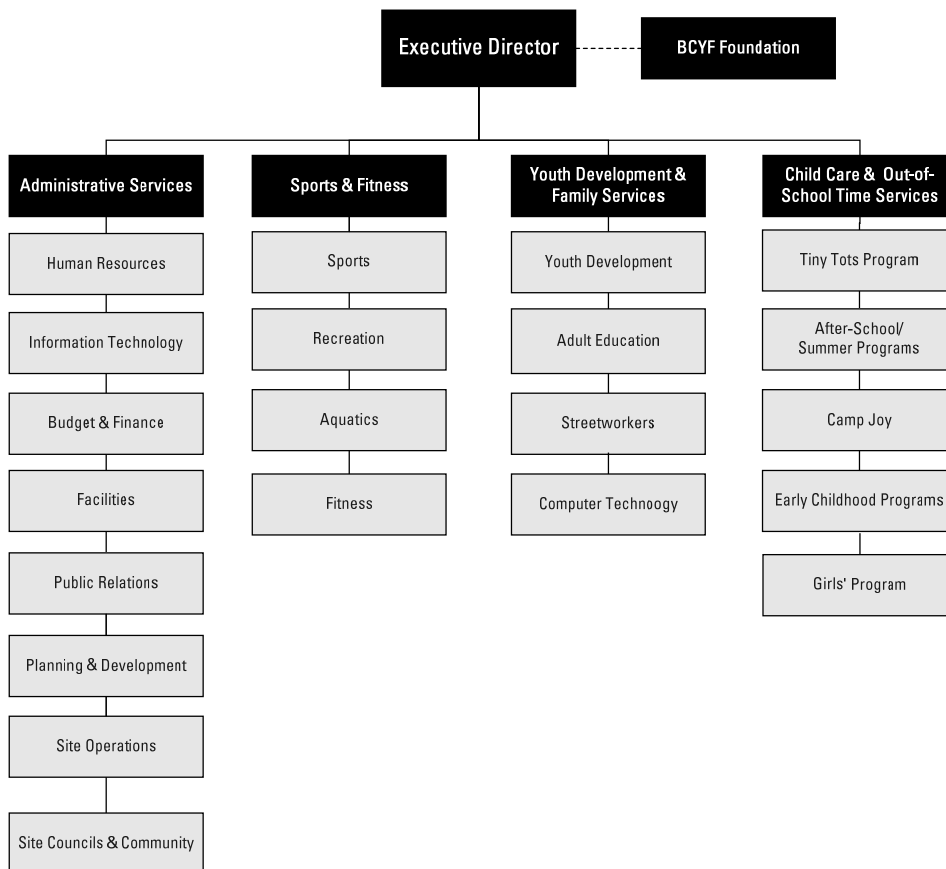 Executive Director
BCYF Foundation
Administrative Services
Human Resources
Information Technology
Budget & Finance
Facilities
Public Relations
Planning & Development
Site Operations
Site Councils & Community
Sports & Fitness
Sports
Recreation
Aquatics
Fitness
Youth Development &
Family Services
Youth Development
Adult Education
Streetworkers
Computer Technoogy
Child Care & Out-of-
School Time Services
Tiny Tots Program
After-School/
Summer Programs
Camp Joy
Early Childhood Programs
Girls' Program